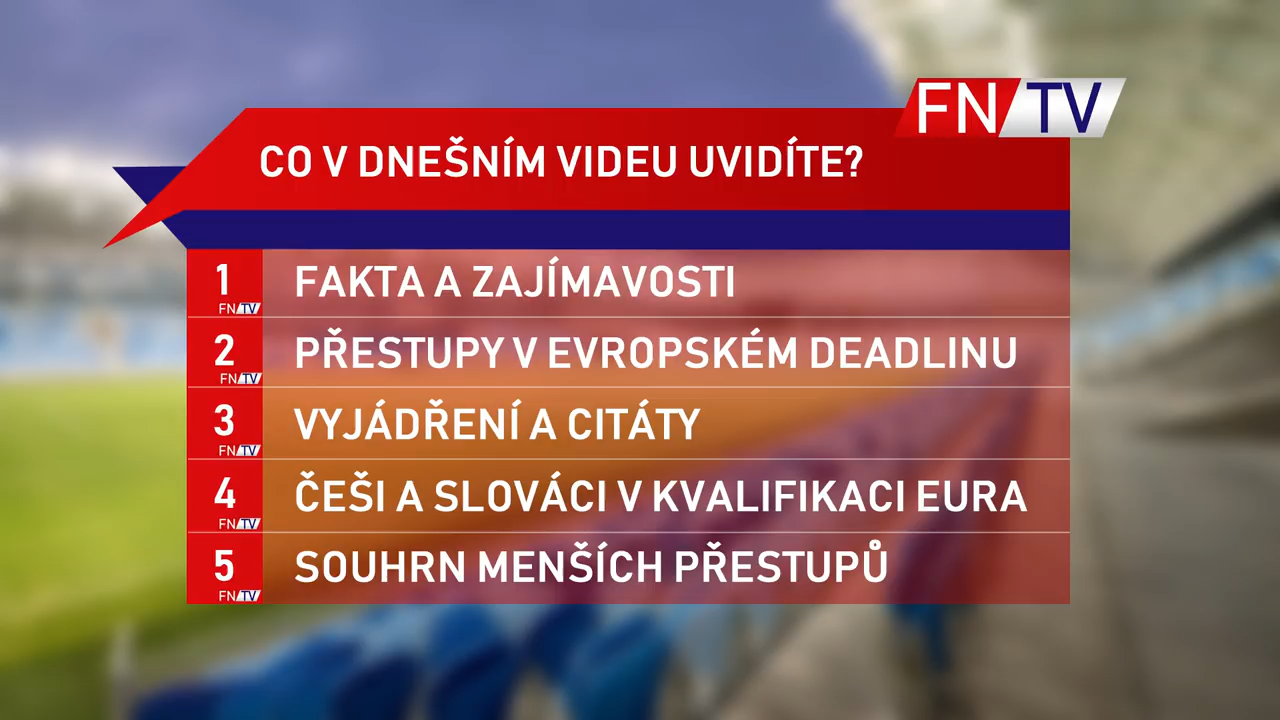 FN/TV
CO V DNEŠNÍM VIDEU UVIDÍTE?
1 FAKTA A ZAJÍMAVOSTI
FN/TV
2 PŘESTUPY V EVROPSKÉM DEADLINU
FN/TV
3 VYJÁDŘENÍ A CITÁTY
FN/TV
4 ČEŠI A SLOVÁCI V KVALIFIKACI EURA
FN/TV
5 SOUHRN MENŠÍCH PŘESTUPŮ
FN/TV